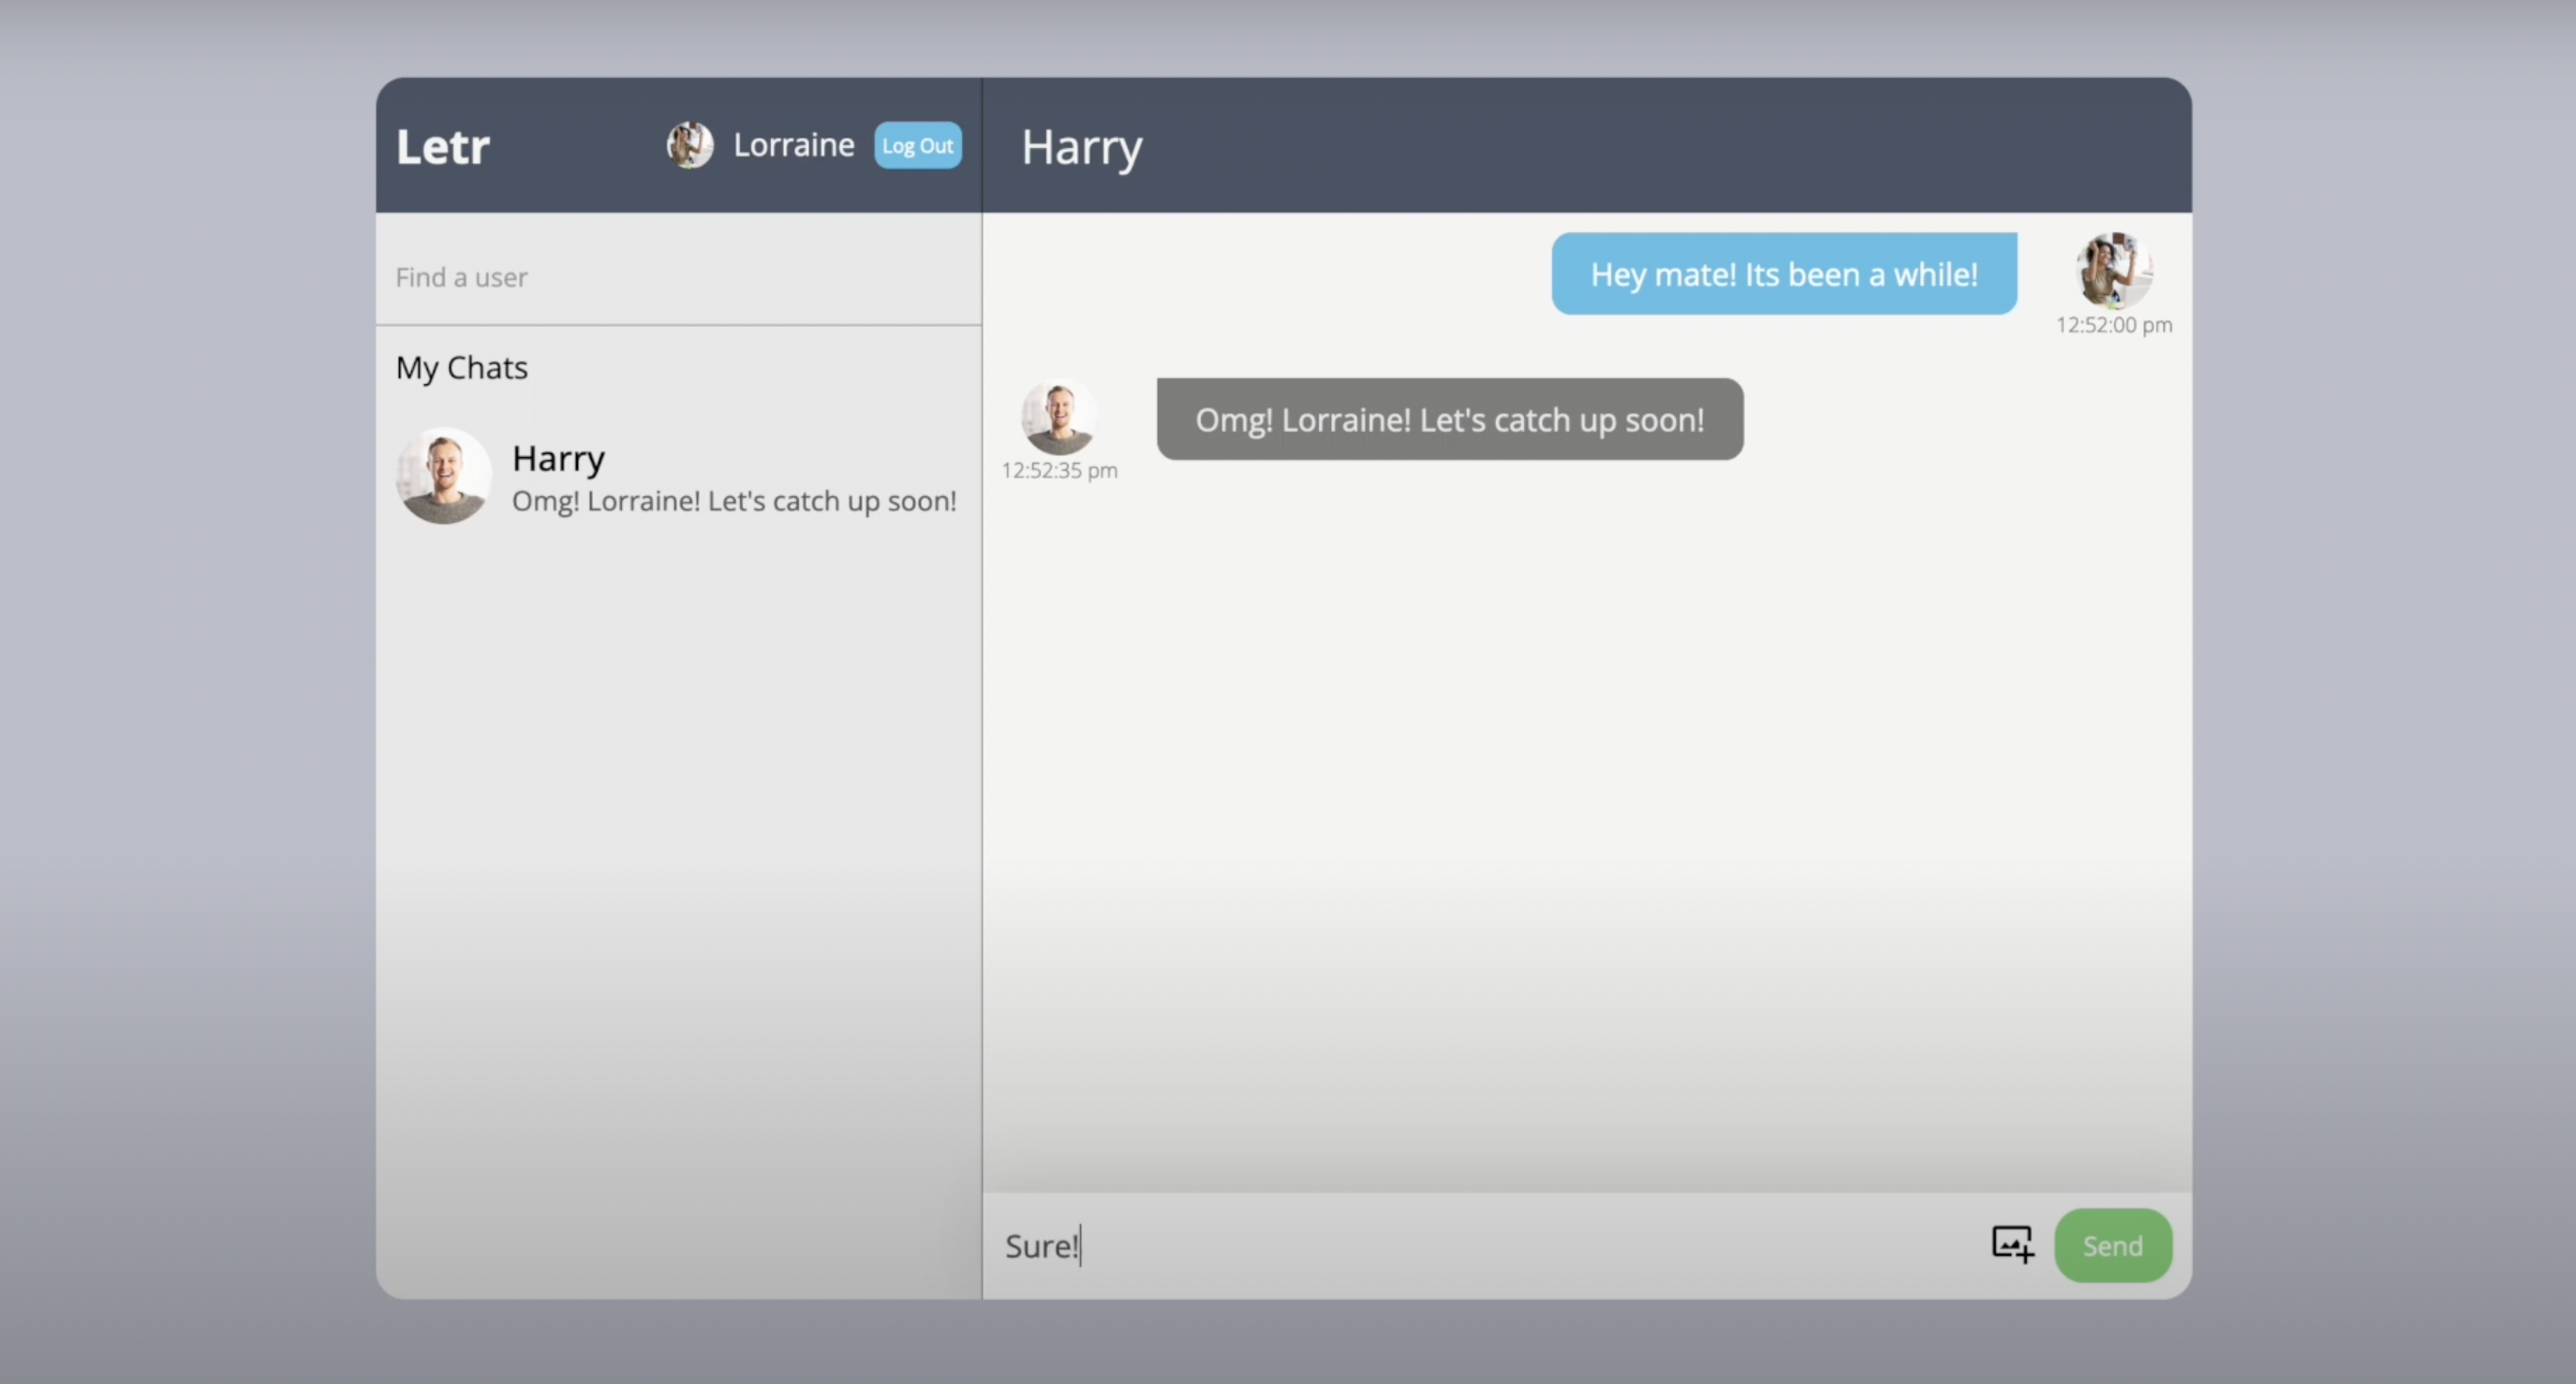 Letr
Lorraine
Log Out
Find a user
My Chats
Harry
Omg! Lorraine! Let's catch up soon!
Harry
Hey mate! Its been a while!
12:52:00 pm
Omg! Lorraine! Let's catch up soon!
12:52:35 pm
Sure!
Send